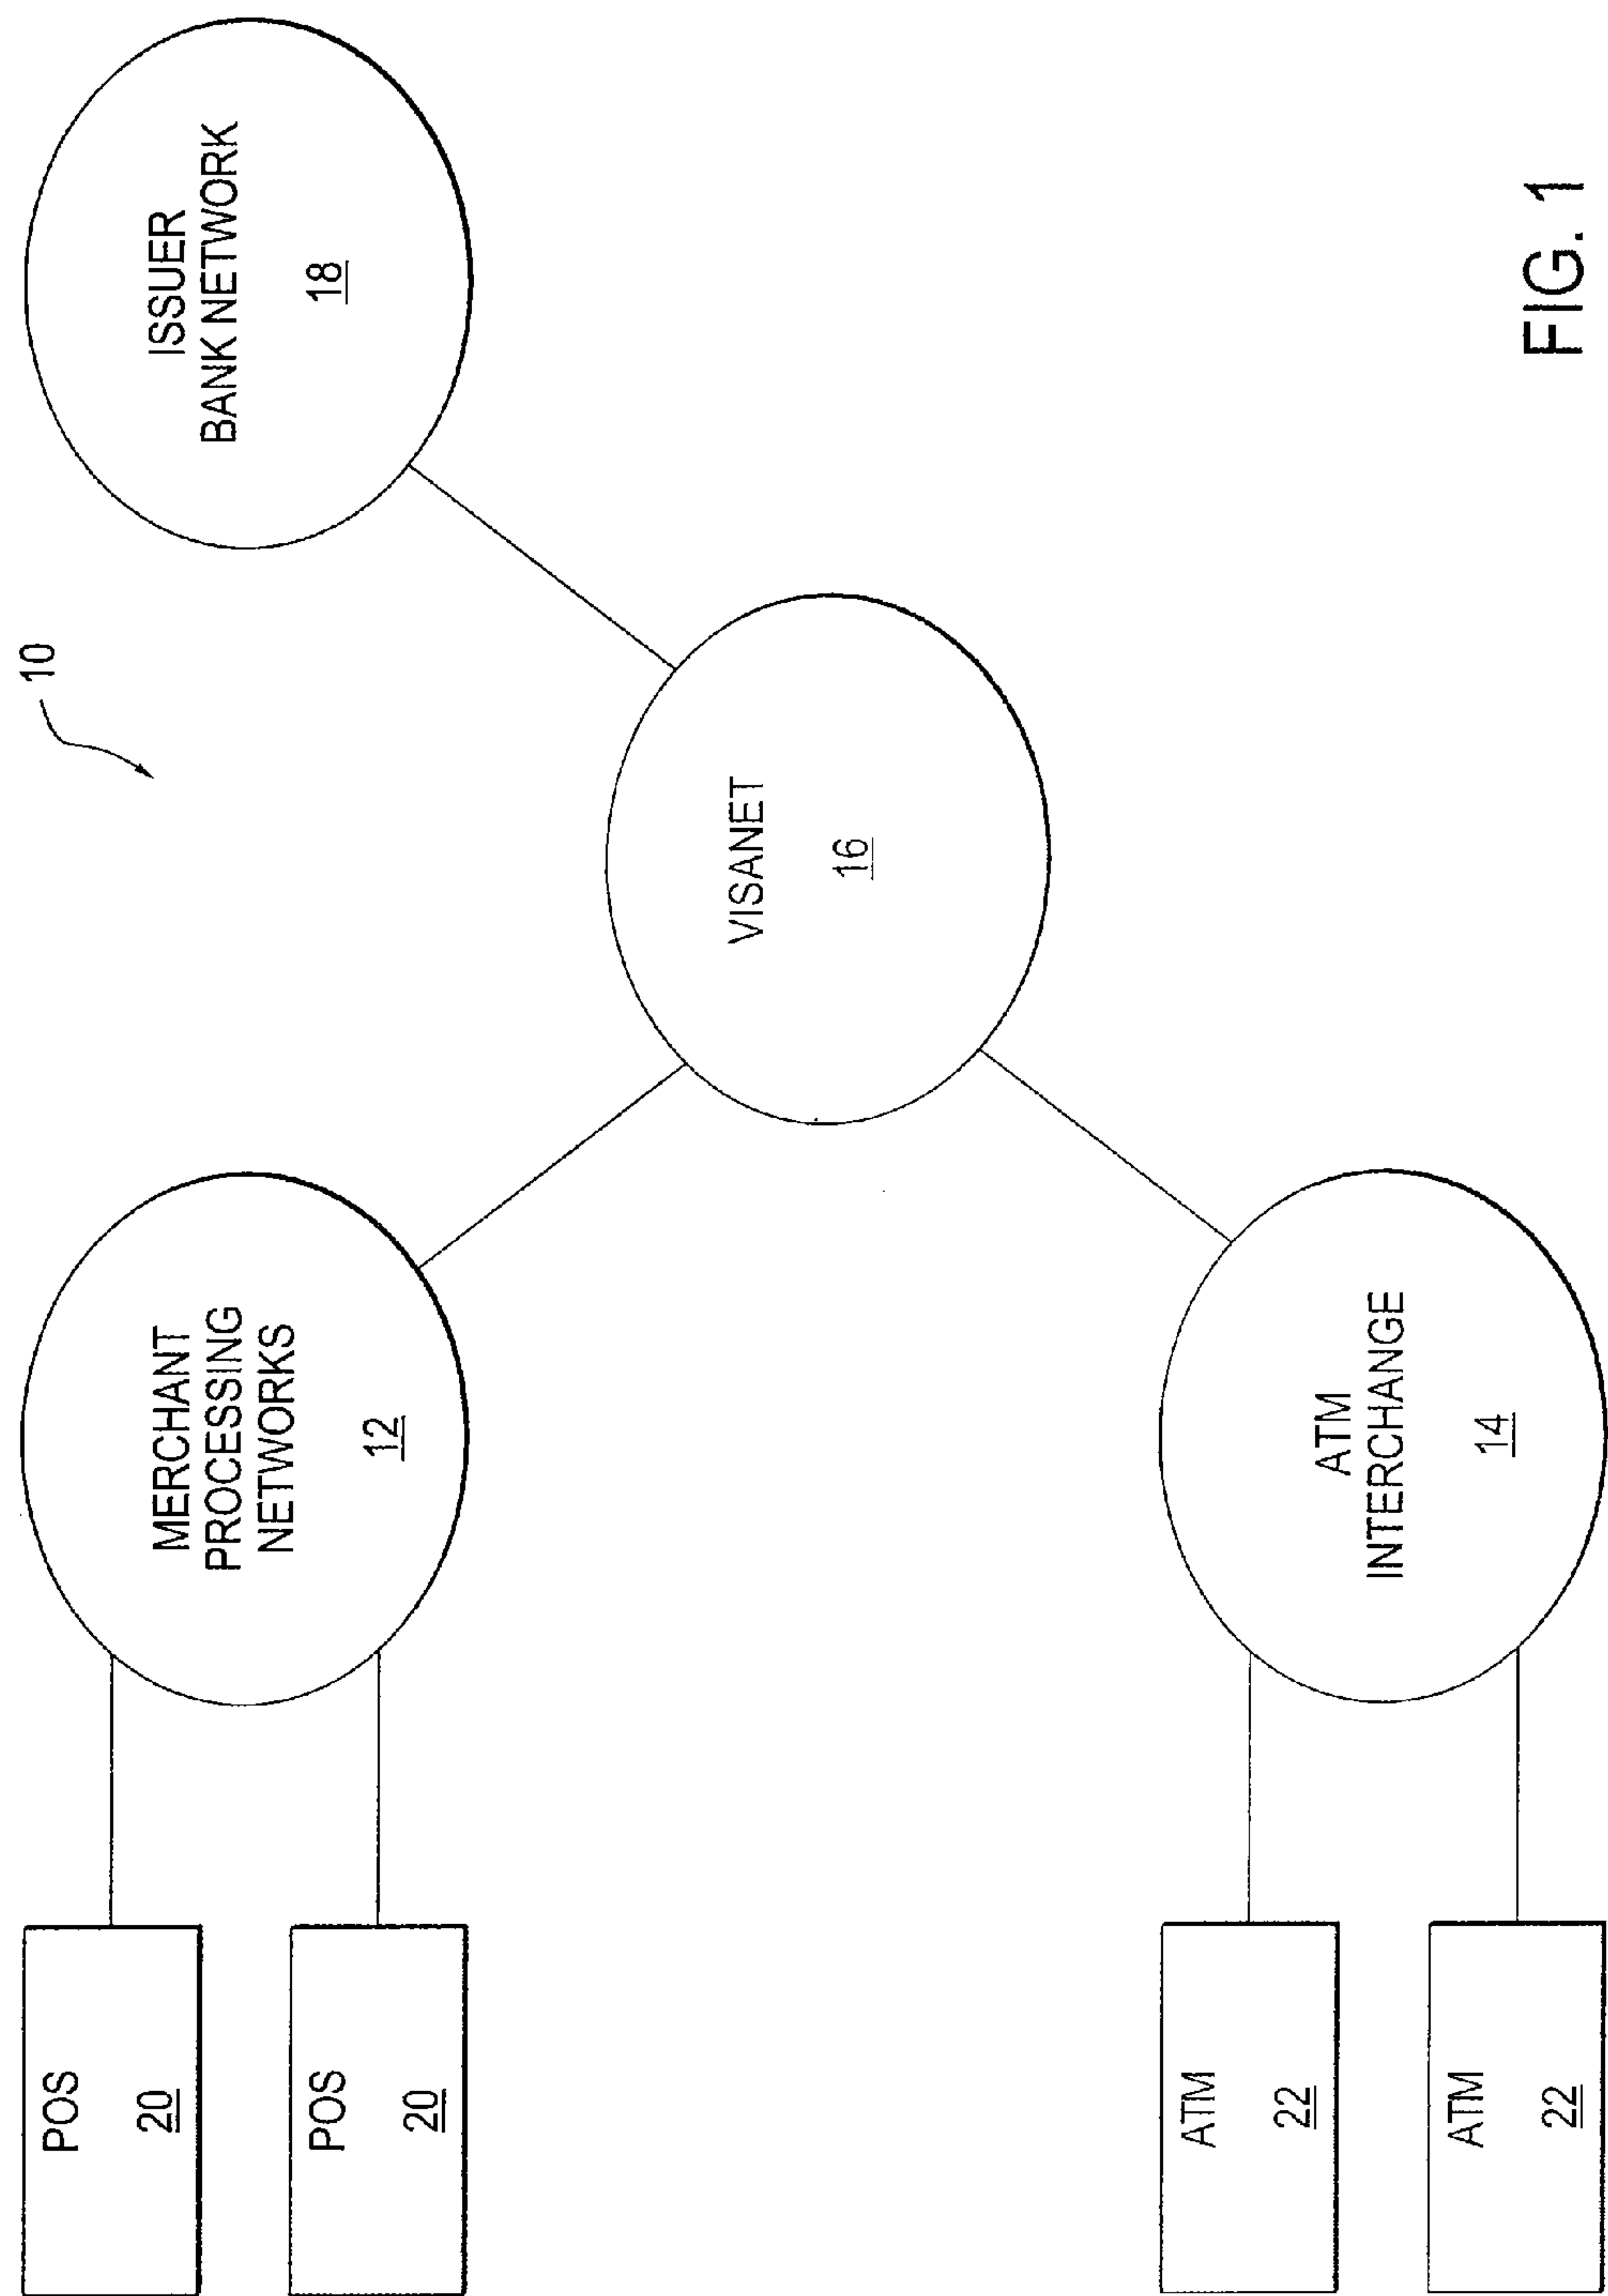 10
POS
20
POS
20
MERCHANT
PROCESSING
NETWORKS
12
ISSUER
BANK NETWORK
18
VISANET
16
ATM
22
ATM
22
ATM
INTERCHANGE
14
FIG. 1